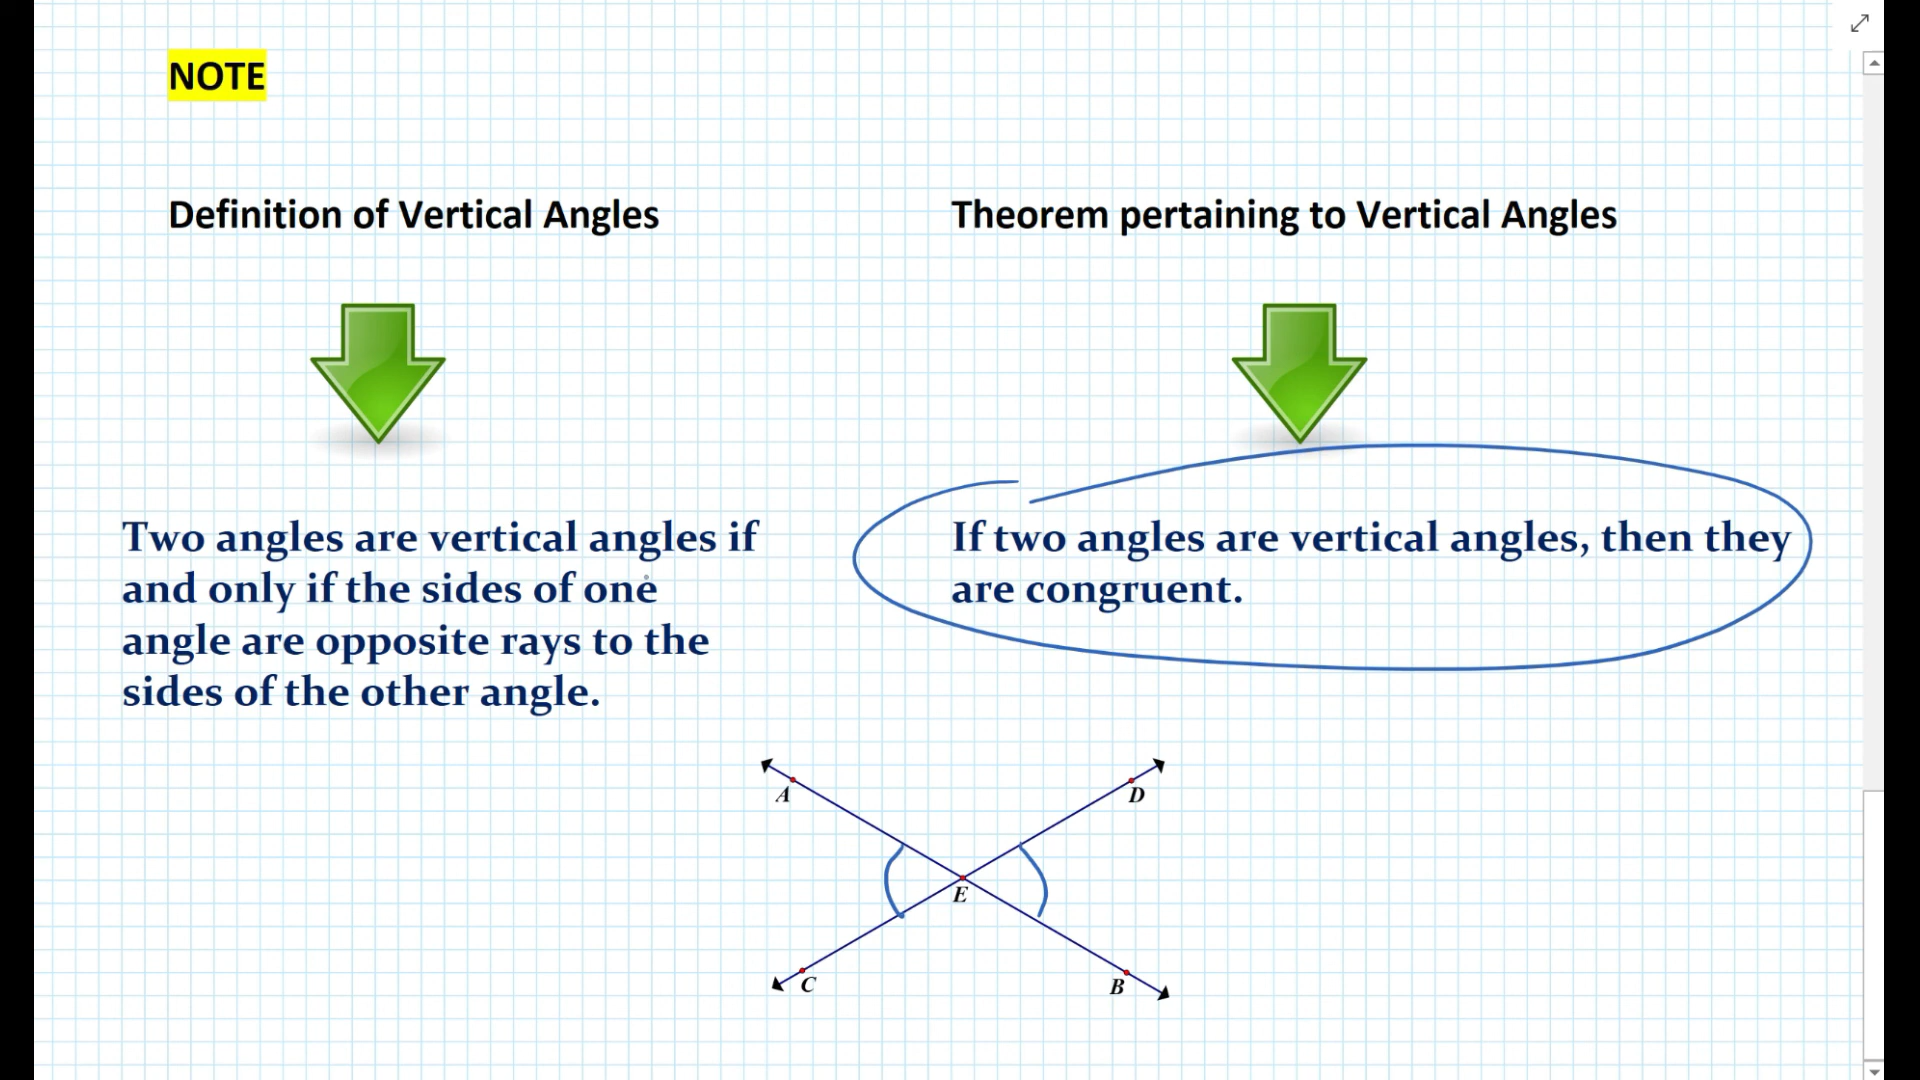 NOTE
Definition of Vertical Angles
Theorem pertaining to Vertical Angles
Two angles are vertical angles if
and only if the sides of one
angle are opposite rays to the
sides of the other angle.
If two angles are vertical angles, then they
are congruent.
A
D
E
C
B